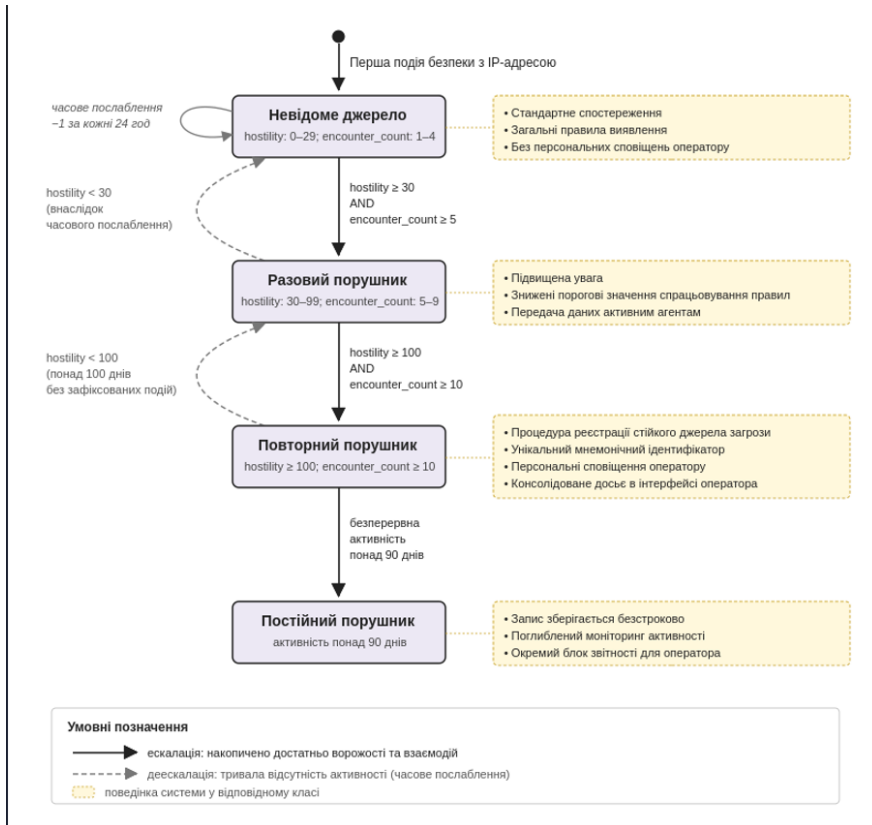 Перша подія безпеки з IP-адресою
часове послаблення
−1 за кожні 24 год
Невідоме джерело
hostility: 0–29; encounter_count: 1–4
• Стандартне спостереження
• Загальні правила виявлення
• Без персональних сповіщень оператору
hostility < 30
(внаслідок
часового послаблення)
hostility ≥ 30
AND
encounter_count ≥ 5
Разовий порушник
hostility: 30–99; encounter_count: 5–9
• Підвищена увага
• Знижені порогові значення спрацьовування правил
• Передача даних активним агентам
hostility < 100
(понад 100 днів
без зафіксованих подій)
hostility ≥ 100
AND
encounter_count ≥ 10
Повторний порушник
hostility ≥ 100; encounter_count ≥ 10
• Процедура реєстрації стійкого джерела загрози
• Унікальний мнемонічний ідентифікатор
• Персональні сповіщення оператору
• Консолідоване досьє в інтерфейсі оператора
безперервна
активність
понад 90 днів
Постійний порушник
активність понад 90 днів
• Запис зберігається безстроково
• Поглиблений моніторинг активності
• Окремий блок звітності для оператора
Умовні позначення
ескалація: накопичено достатньо ворожості та взаємодій
деескалація: тривала відсутність активності (часове послаблення)
поведінка системи у відповідному класі